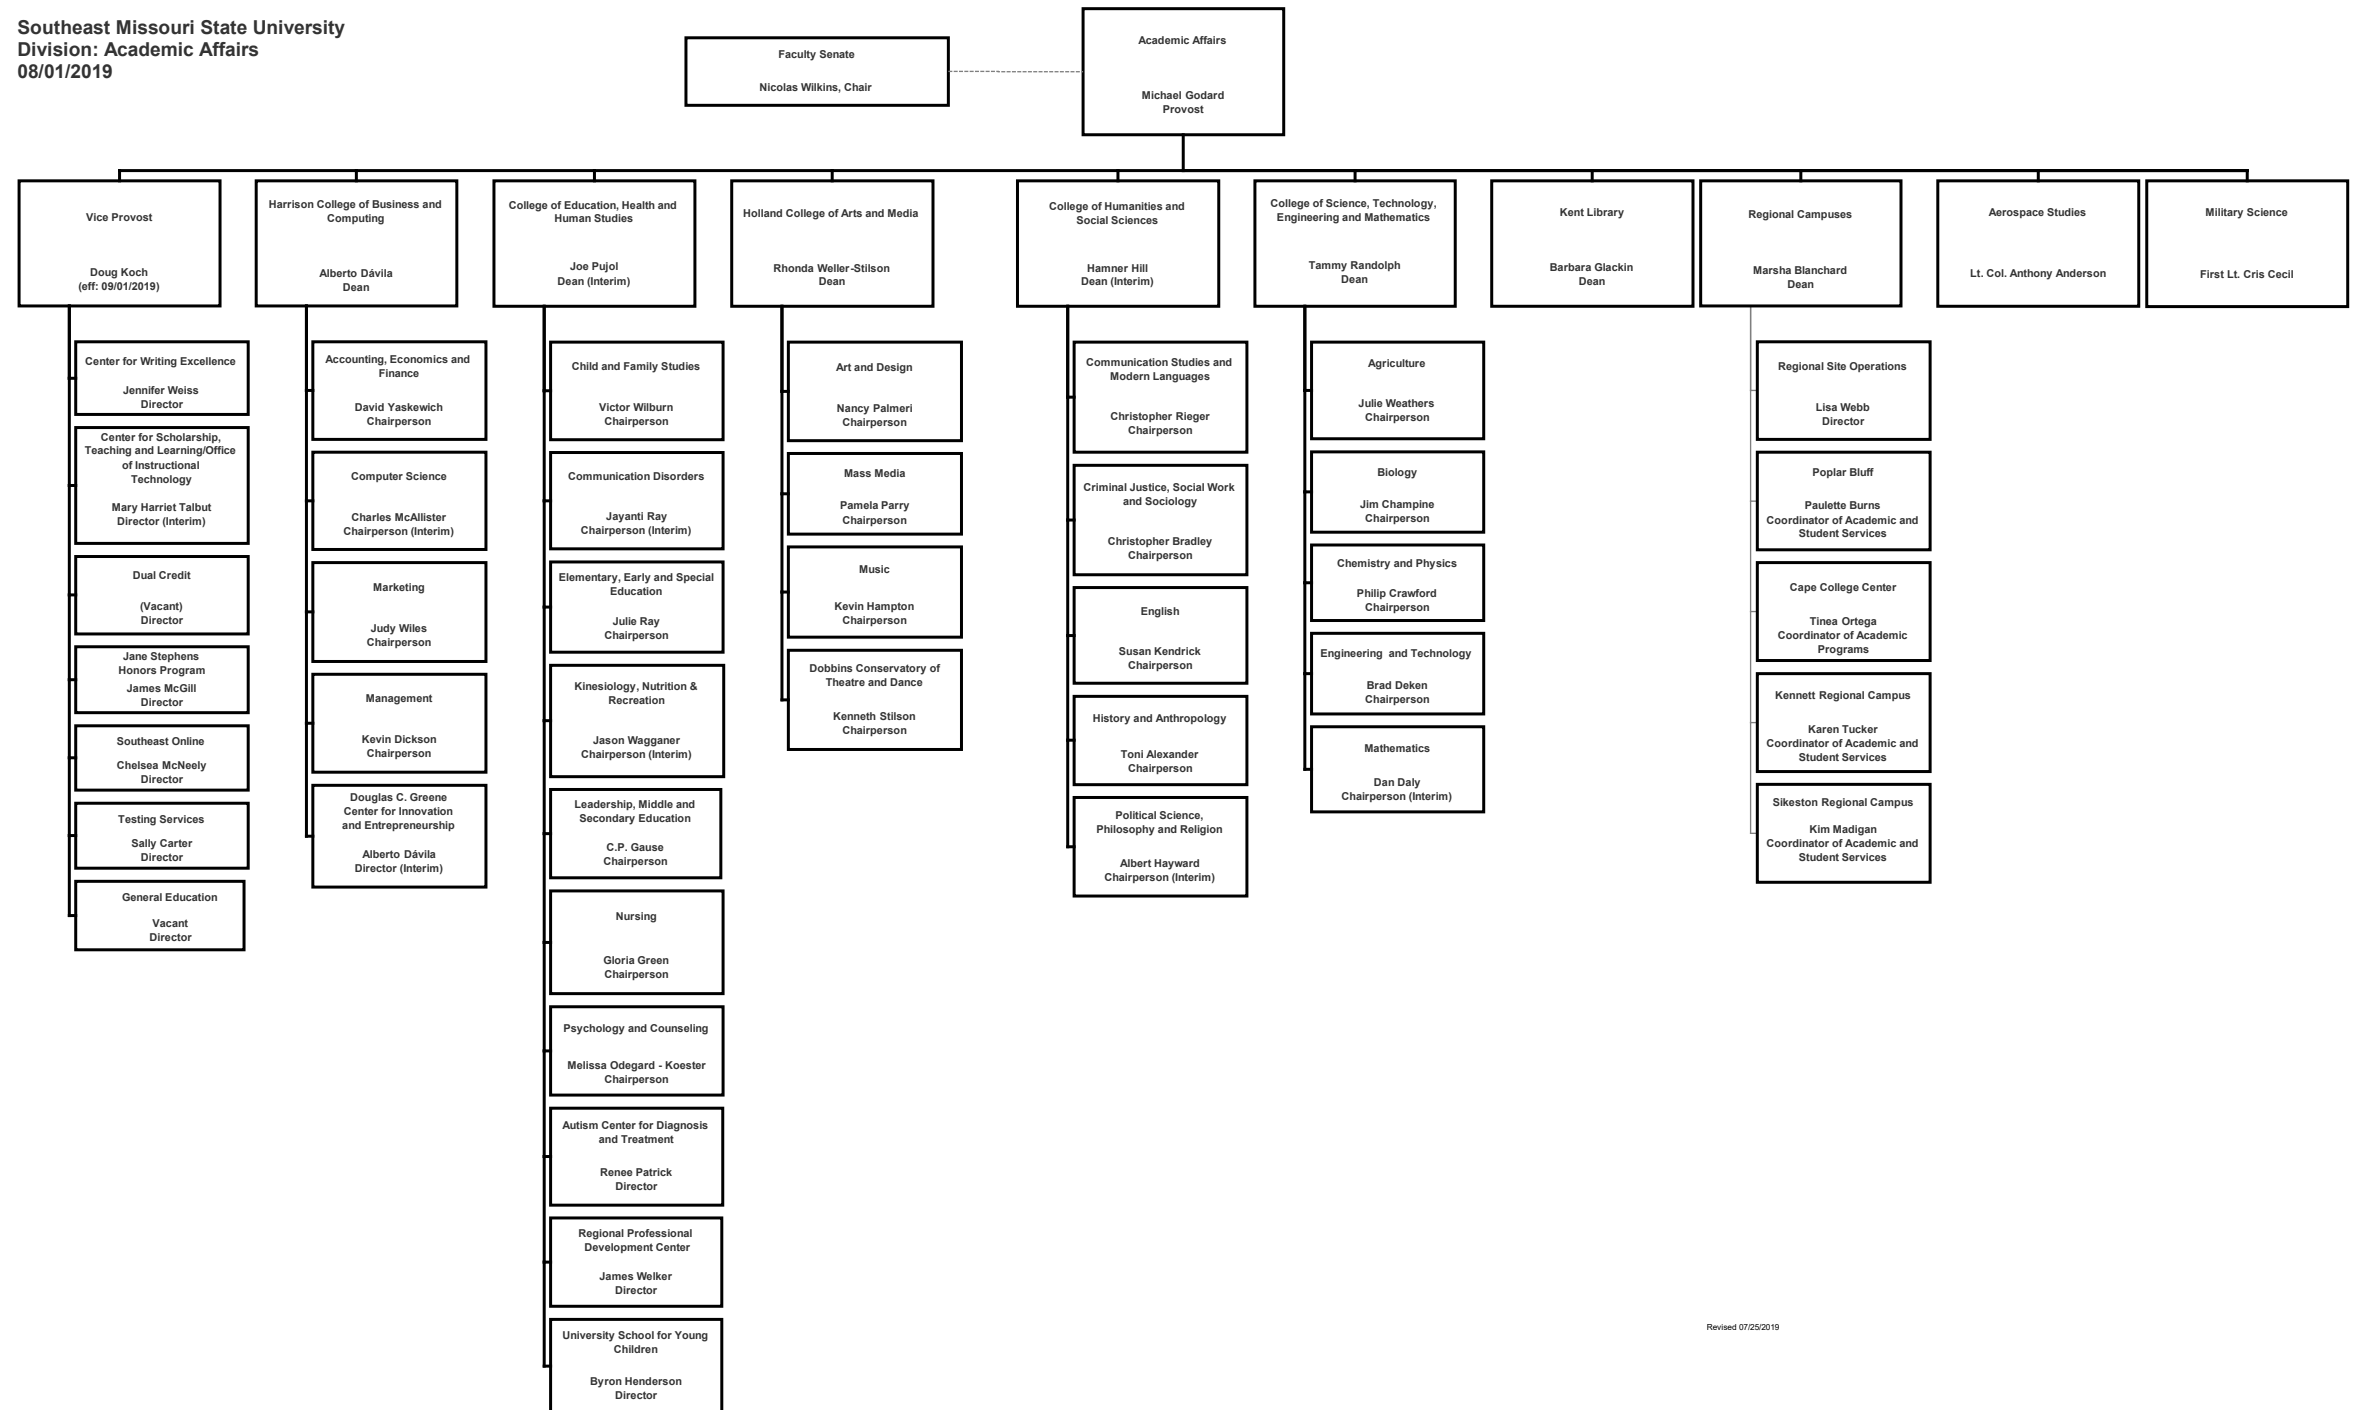 Southeast Missouri State University
Division: Academic Affairs
08/01/2019
Faculty Senate
Nicolas Wilkins, Chair
Academic Affairs
Michael Godard
Provost
Vice Provost
Doug Koch
(eff: 09/01/2019)
Harrison College of Business and
Computing
Alberto Dávila
Dean
College of Education, Health and
Human Studies
Joe Pujol
Dean (Interim)
Holland College of Arts and Media
Rhonda Weller-Stilson
Dean
College of Humanities and
Social Sciences
Hamner Hill
Dean (Interim)
College of Science, Technology,
Engineering and Mathematics
Tammy Randolph
Dean
Kent Library
Barbara Glackin
Dean
Regional Campuses
Marsha Blanchard
Dean
Aerospace Studies
Lt. Col. Anthony Anderson
Military Science
First Lt. Cris Cecil
Center for Writing Excellence
Jennifer Weiss
Director
Center for Scholarship,
Teaching and Learning/Office
of Instructional
Technology
Mary Harriet Talbut
Director (Interim)
Dual Credit
(Vacant)
Director
Jane Stephens
Honors Program
James McGill
Director
Southeast Online
Chelsea McNeely
Director
Testing Services
Sally Carter
Director
General Education
Vacant
Director
Accounting, Economics and
Finance
David Yaskewich
Chairperson
Computer Science
Charles McAllister
Chairperson (Interim)
Marketing
Judy Wiles
Chairperson
Management
Kevin Dickson
Chairperson
Douglas C. Greene
Center for Innovation
and Entrepreneurship
Alberto Dávila
Director (Interim)
Child and Family Studies
Victor Wilburn
Chairperson
Communication Disorders
Jayanti Ray
Chairperson (Interim)
Elementary, Early and Special
Education
Julie Ray
Chairperson
Kinesiology, Nutrition &
Recreation
Jason Wagganer
Chairperson (Interim)
Leadership, Middle and
Secondary Education
C.P. Gause
Chairperson
Nursing
Gloria Green
Chairperson
Psychology and Counseling
Melissa Odegard - Koester
Chairperson
Autism Center for Diagnosis
and Treatment
Renee Patrick
Director
Regional Professional
Development Center
James Welker
Director
University School for Young
Children
Byron Henderson
Director
Art and Design
Nancy Palmeri
Chairperson
Mass Media
Pamela Parry
Chairperson
Music
Kevin Hampton
Chairperson
Dobbins Conservatory of
Theatre and Dance
Kenneth Stilson
Chairperson
Communication Studies and
Modern Languages
Christopher Rieger
Chairperson
Criminal Justice, Social Work
and Sociology
Christopher Bradley
Chairperson
English
Susan Kendrick
Chairperson
History and Anthropology
Toni Alexander
Chairperson
Political Science,
Philosophy and Religion
Albert Hayward
Chairperson (Interim)
Agriculture
Julie Weathers
Chairperson
Biology
Jim Champine
Chairperson
Chemistry and Physics
Philip Crawford
Chairperson
Engineering and Technology
Brad Deken
Chairperson
Mathematics
Dan Daly
Chairperson (Interim)
Regional Site Operations
Lisa Webb
Director
Poplar Bluff
Paulette Burns
Coordinator of Academic and
Student Services
Cape College Center
Tinea Ortega
Coordinator of Academic
Programs
Kennett Regional Campus
Karen Tucker
Coordinator of Academic and
Student Services
Sikeston Regional Campus
Kim Madigan
Coordinator of Academic and
Student Services
Revised 07/25/2019